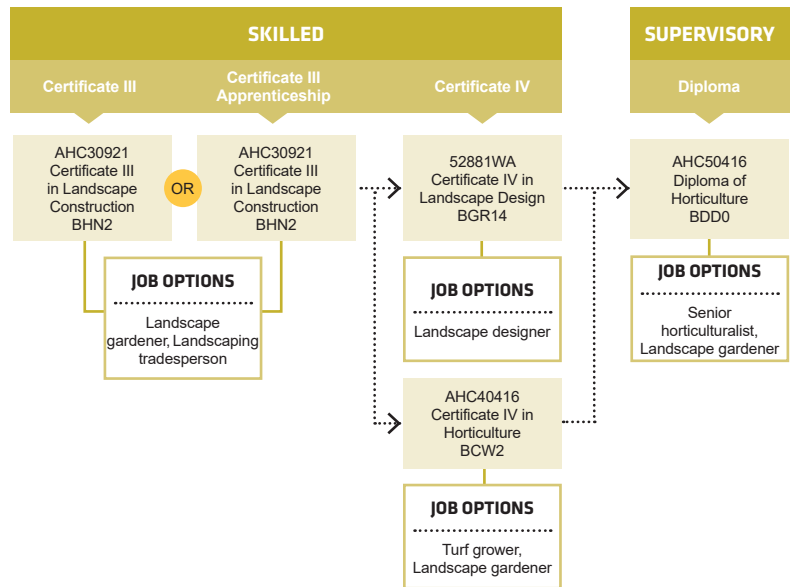 SKILLED
SUPERVISORY
Certificate III
Certificate III
Apprenticeship
Certificate IV
Diploma
AHC30921
Certificate III
in Landscape
Construction
BHN2
OR
AHC30921
Certificate III
in Landscape
Construction
BHN2
52881WA
Certificate IV in
Landscape Design
BGR14
AHC50416
Diploma of
Horticulture
BDD0
JOB OPTIONS
Landscape
gardener, Landscaping
tradesperson
JOB OPTIONS
Landscape designer
JOB OPTIONS
Senior
horticulturalist,
Landscape gardener
AHC40416
Certificate IV in
Horticulture
BCW2
JOB OPTIONS
Turf grower,
Landscape gardener